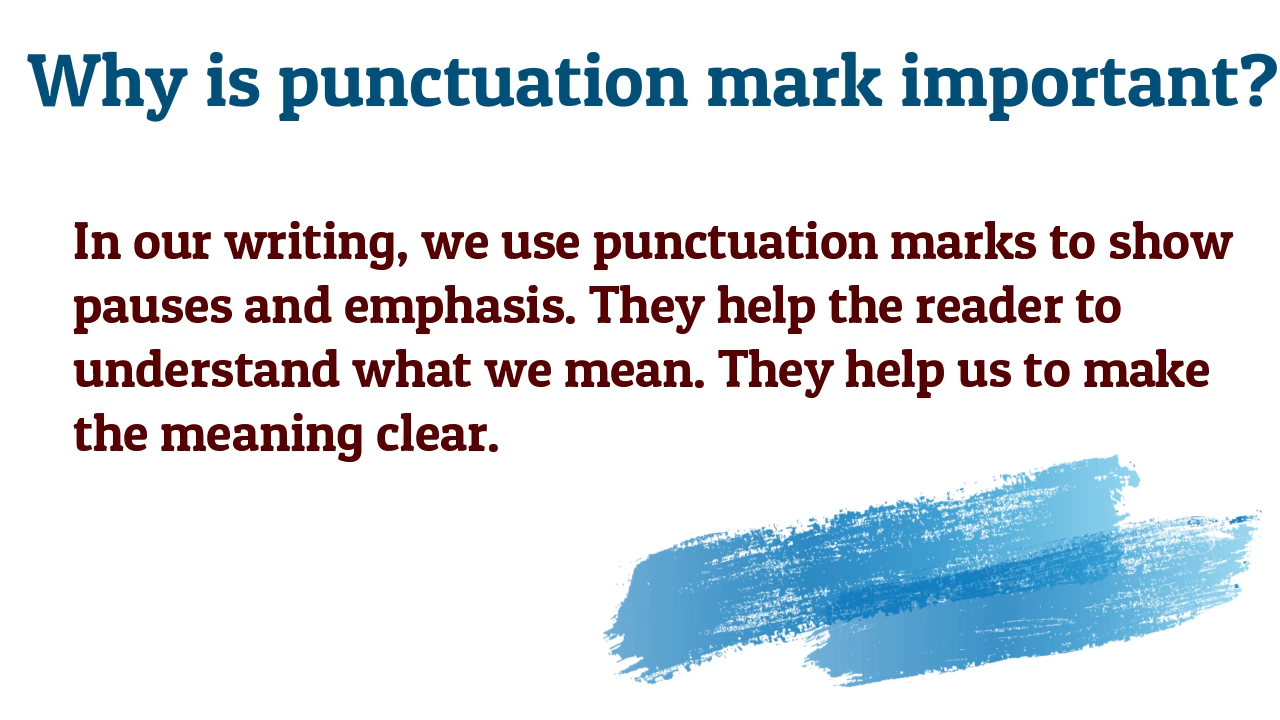 Why is punctuation mark important?
In our writing, we use punctuation marks to show
pauses and emphasis. They help the reader to
understand what we mean. They help us to make
the meaning clear.